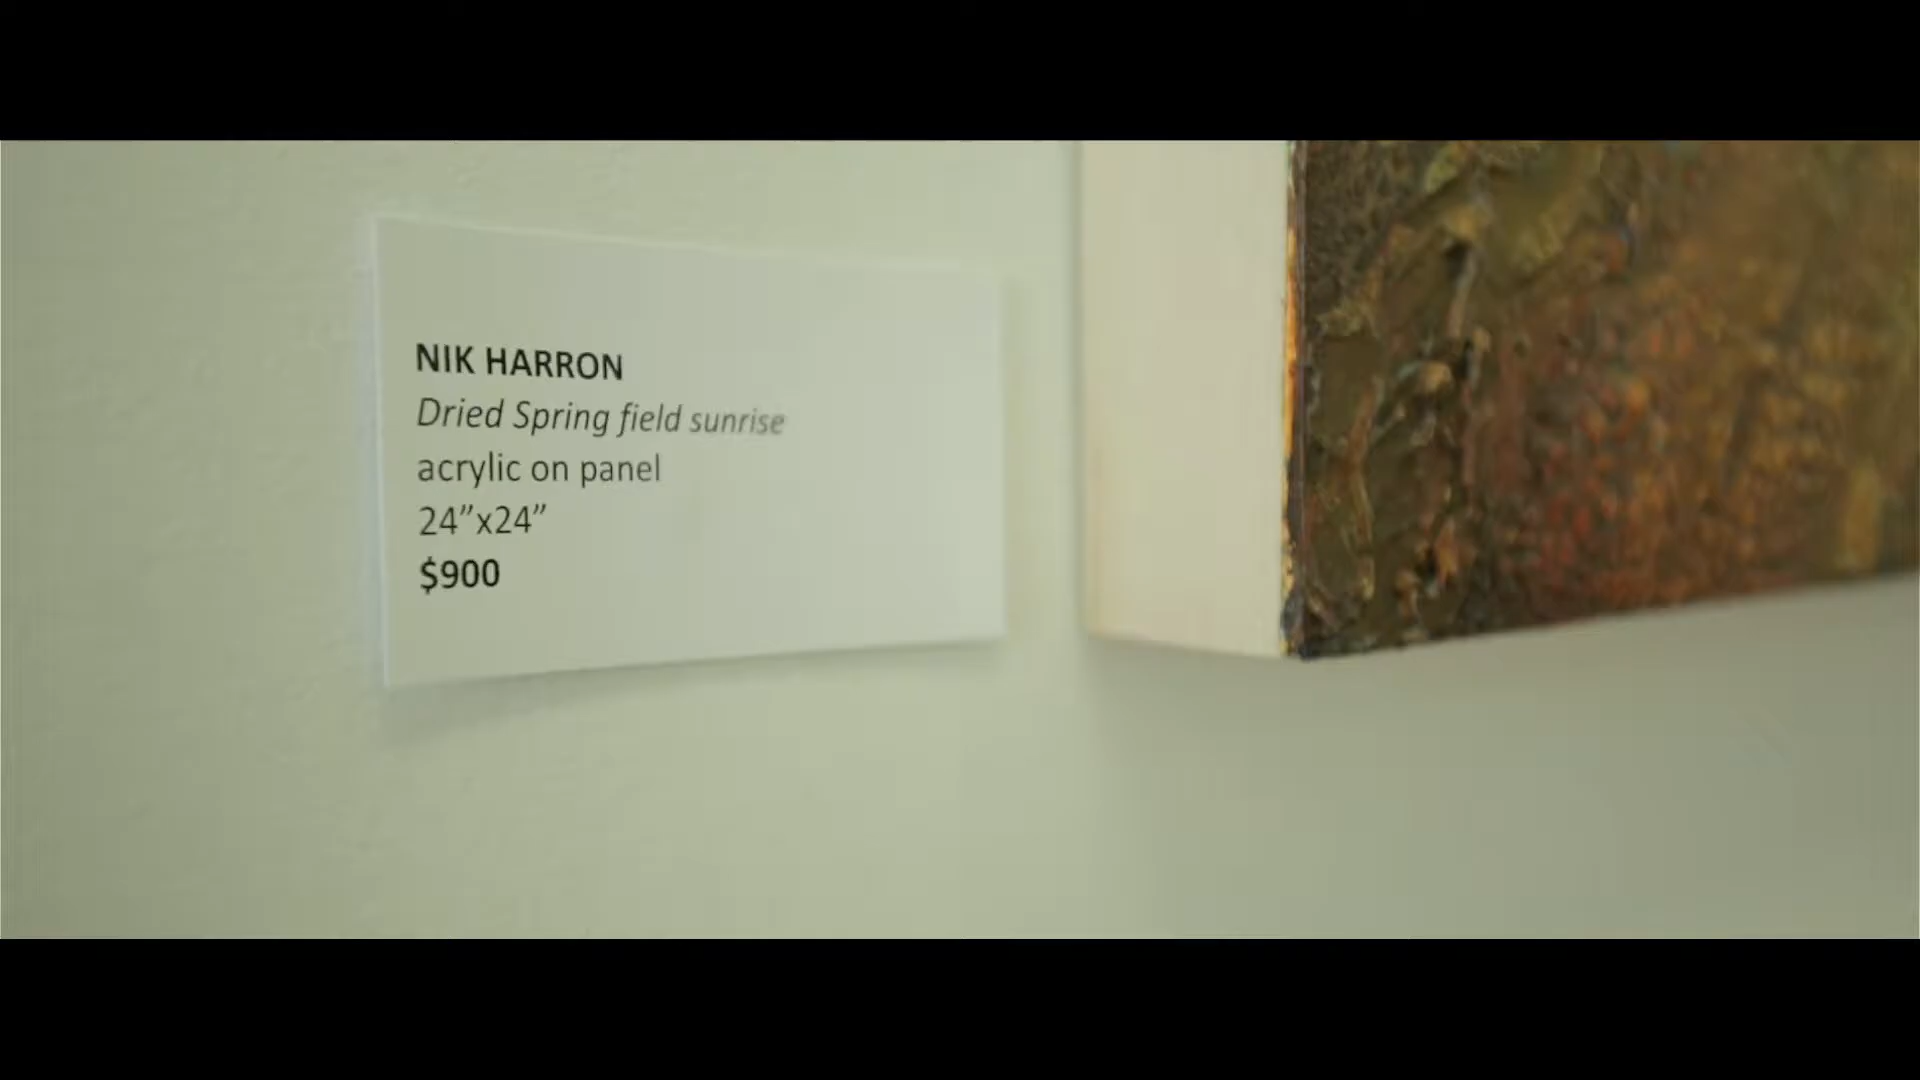 NIK HARRON
Dried Spring field sunrise
acrylic on panel
24”x24”
$900